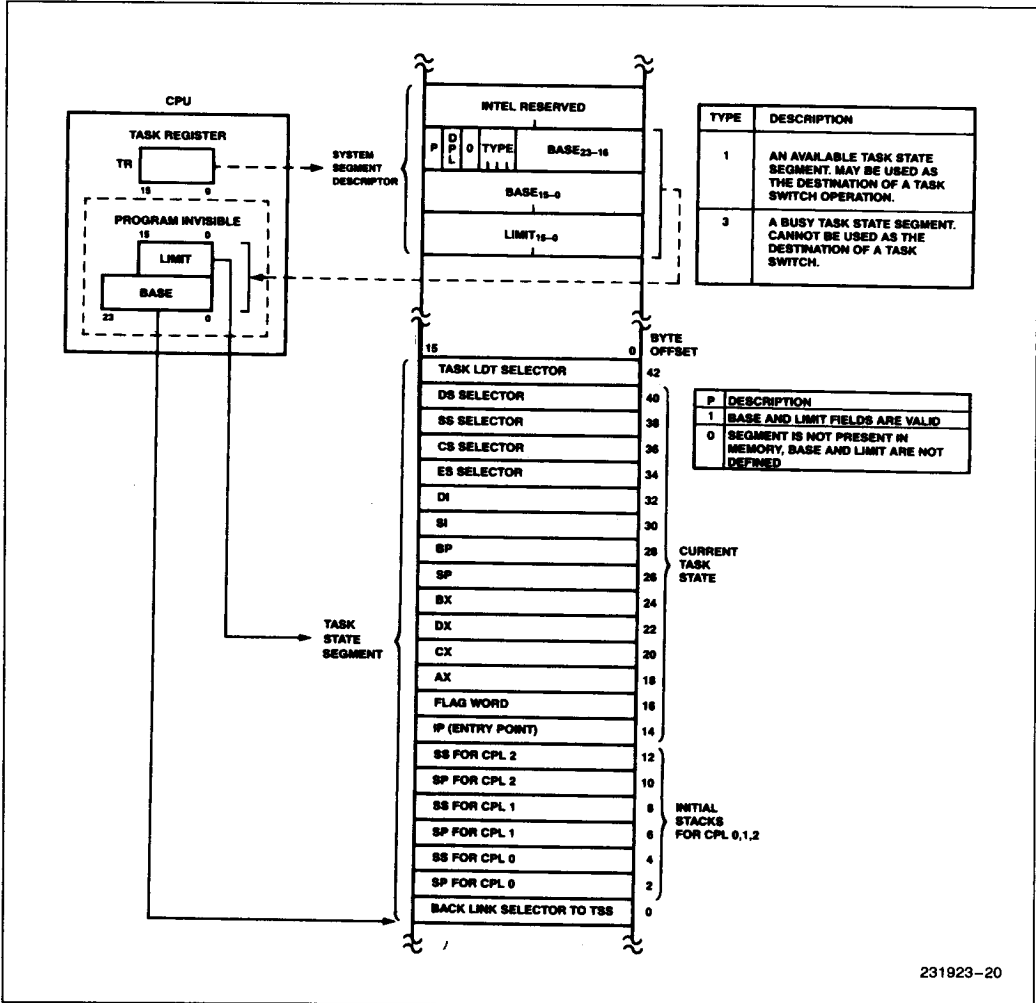 CPU
TASK REGISTER
TR
15 0
PROGRAM INVISIBLE
15 0
LIMIT
BASE
23 0
SYSTEM
SEGMENT
DESCRIPTOR
INTEL RESERVED
P DPL 0 TYPE BASE23–16
BASE15–0
LIMIT15–0
TYPE DESCRIPTION
1 AN AVAILABLE TASK STATE
SEGMENT. MAY BE USED AS
THE DESTINATION OF A TASK
SWITCH OPERATION.
3 A BUSY TASK STATE SEGMENT.
CANNOT BE USED AS THE
DESTINATION OF A TASK
SWITCH.
P DESCRIPTION
1 BASE AND LIMIT FIELDS ARE VALID
0 SEGMENT IS NOT PRESENT IN
MEMORY, BASE AND LIMIT ARE NOT
DEFINED
TASK
STATE
SEGMENT
15 0
BYTE
OFFSET
TASK LDT SELECTOR 42
DS SELECTOR 40
SS SELECTOR 38
CS SELECTOR 36
ES SELECTOR 34
DI 32
SI 30
BP 28
SP 26
BX 24
DX 22
CX 20
AX 18
FLAG WORD 16
IP (ENTRY POINT) 14
SS FOR CPL 2 12
SP FOR CPL 2 10
SS FOR CPL 1 8
SP FOR CPL 1 6
SS FOR CPL 0 4
SP FOR CPL 0 2
BACK LINK SELECTOR TO TSS 0
CURRENT
TASK
STATE
INITIAL
STACKS
FOR CPL 0,1,2
231923–20